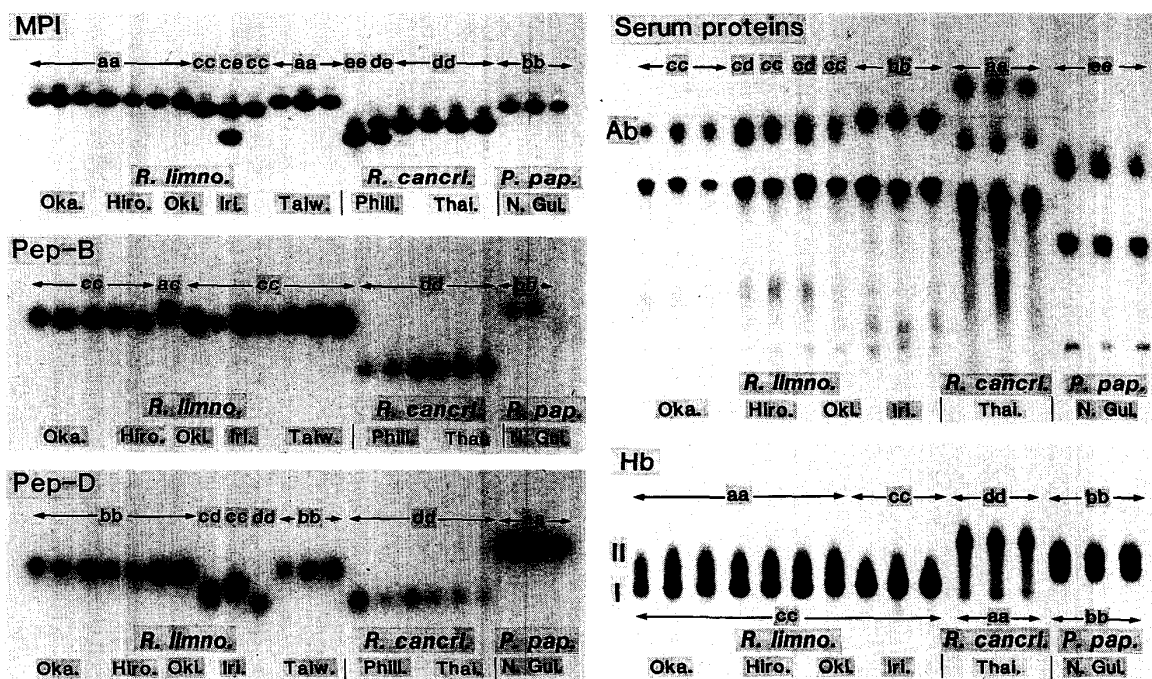 MPI
aa cc ce cc aa ee de dd bb
R. limno. R. cancri. P. pap.
Oka. Hiro. Oki. Iri. Taiw. Phili. Thai. N. Gui.
Pep-B
cc ac cc dd bb
R. limno. R. cancri. P. pap.
Oka. Hiro. Oki. Iri. Taiw. Phili. Thai. N. Gui.
Pep-D
bb cd cc dd bb dd aa
R. limno. R. cancri. P. pap.
Oka. Hiro. Oki. Iri. Taiw. Phili. Thai. N. Gui.
Serum proteins
cc cd cc cd cc bb aa ee
Ab
R. limno. R. cancri. P. pap.
Oka. Hiro. Oki. Iri. Thai. N. Gui.
Hb
aa cc dd bb
II
I
cc aa bb
R. limno. R. cancri. P. pap.
Oka. Hiro. Oki. Iri. Thai. N. Gui.